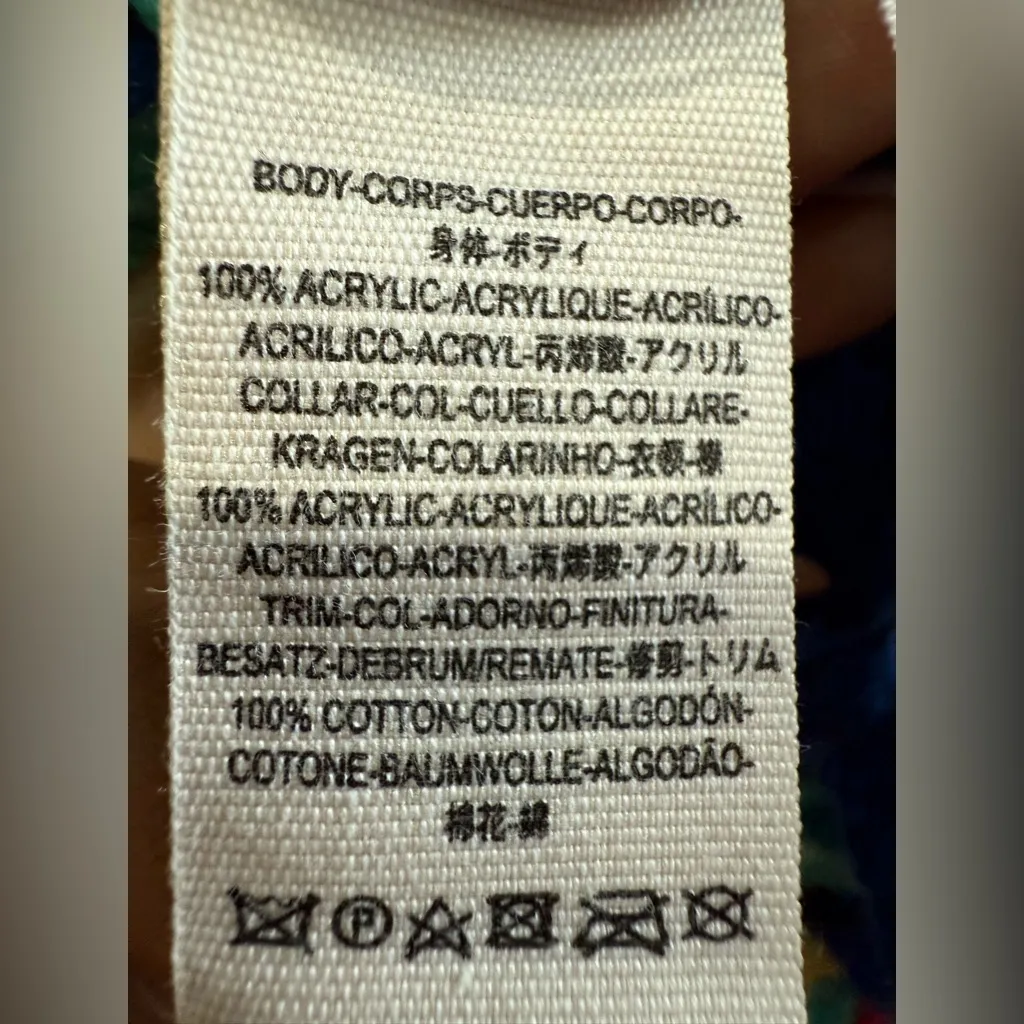 BODY-CORPS-CUERPO-CORPO-
身体-ボディ
100% ACRYLIC-ACRYLIQUE-ACRÍLICO-
ACRILICO-ACRYL-丙烯酸-アクリル
COLLAR-COL-CUELLO-COLLARE-
KRAGEN-COLARINHO-衣领-襟
100% ACRYLIC-ACRYLIQUE-ACRÍLICO-
ACRILICO-ACRYL-丙烯酸-アクリル
TRIM-COL-ADORNO-FINITURA-
BESATZ-DEBRUM/REMATE-修剪-トリム
100% COTTON-COTON-ALGODÓN-
COTONE-BAUMWOLLE-ALGODÃO-
棉花-綿
P